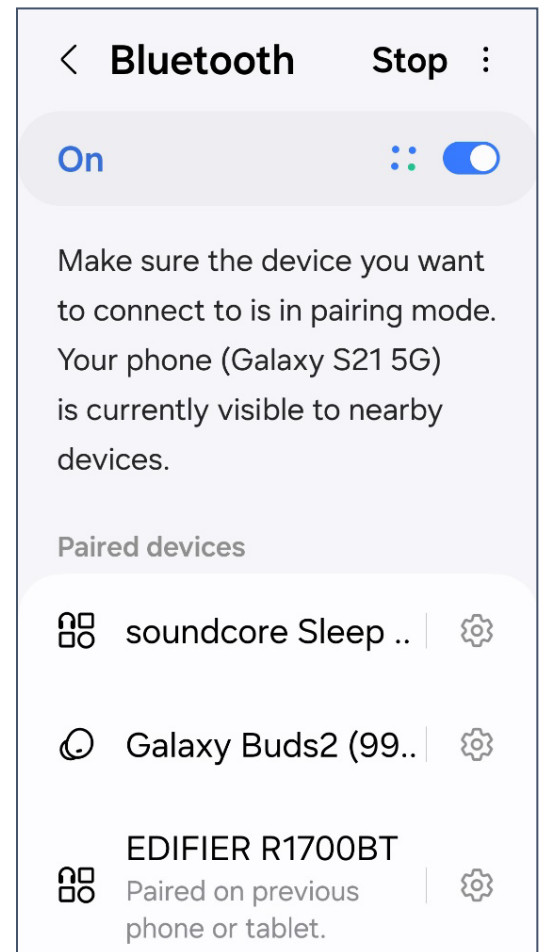 Bluetooth Stop
On
Make sure the device you want
to connect to is in pairing mode.
Your phone (Galaxy S21 5G)
is currently visible to nearby
devices.
Paired devices
soundcore Sleep ..
Galaxy Buds2 (99..
EDIFIER R1700BT
Paired on previous
phone or tablet.